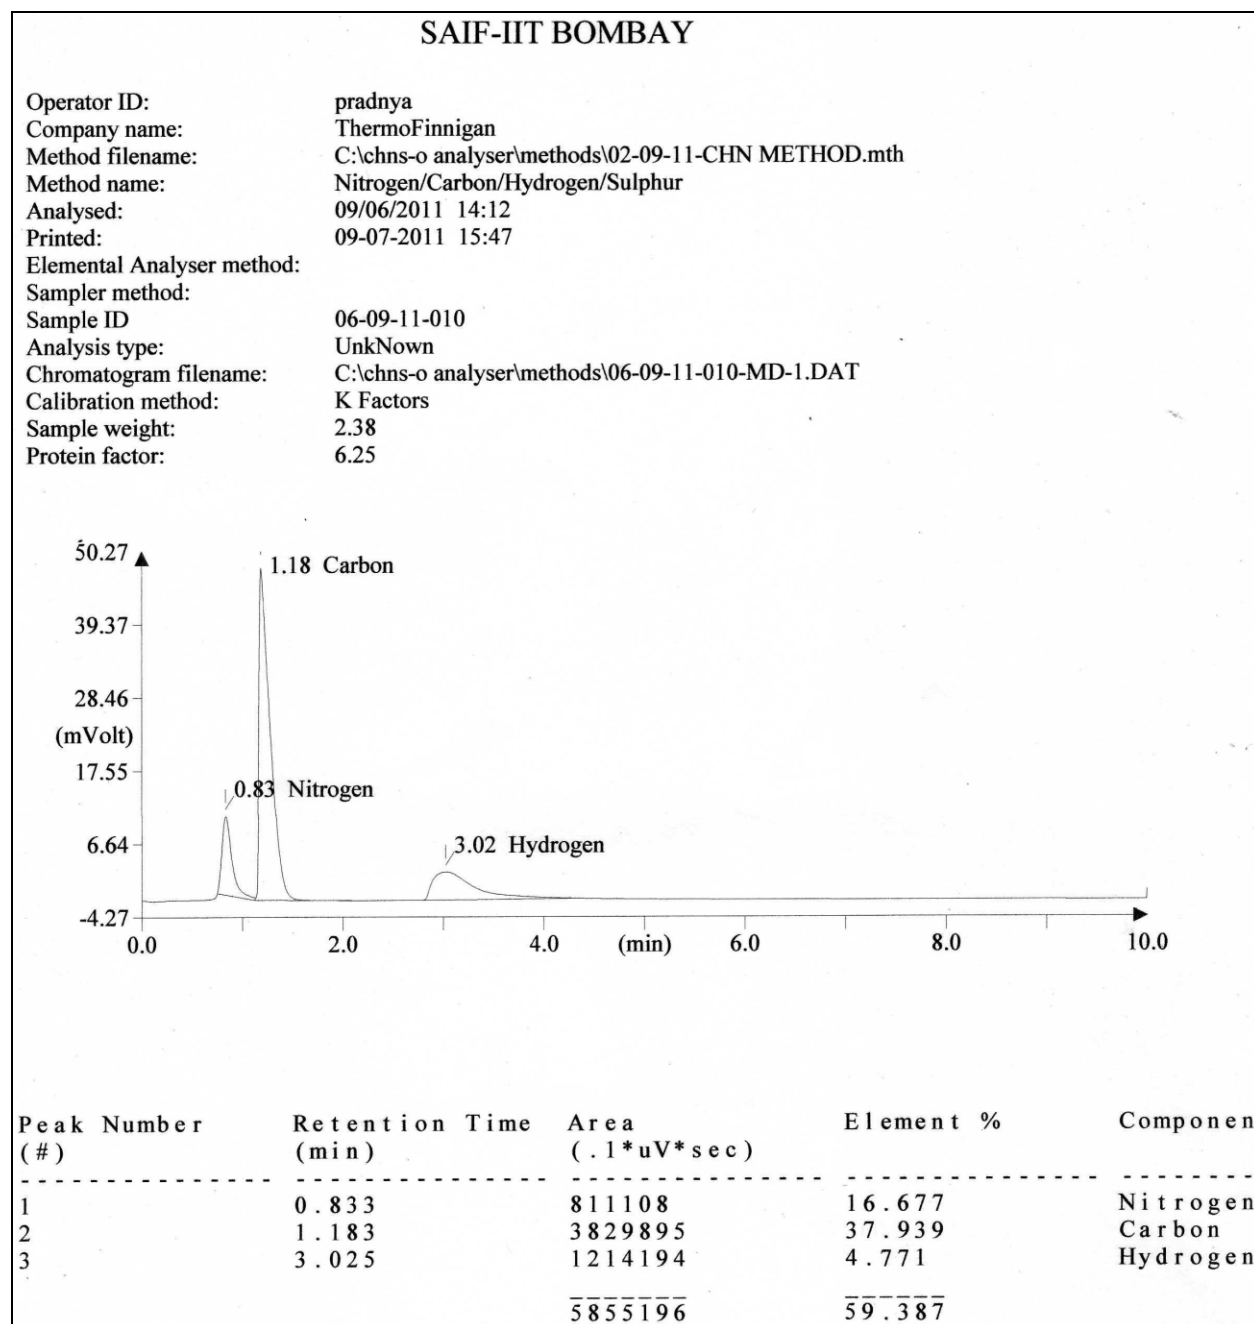 SAIF-IIT BOMBAY
Operator ID: pradnya
Company name: ThermoFinnigan
Method filename: C:\chns-o analyser\methods\02-09-11-CHN METHOD.mth
Method name: Nitrogen/Carbon/Hydrogen/Sulphur
Analysed: 09/06/2011 14:12
Printed: 09-07-2011 15:47
Elemental Analyser method:
Sampler method:
Sample ID 06-09-11-010
Analysis type: UnkNown
Chromatogram filename: C:\chns-o analyser\methods\06-09-11-010-MD-1.DAT
Calibration method: K Factors
Sample weight: 2.38
Protein factor: 6.25
50.27
1.18 Carbon
39.37
28.46
(mVolt)
17.55
0.83 Nitrogen
6.64
3.02 Hydrogen
-4.27
0.0 2.0 4.0 (min) 6.0 8.0 10.0
Peak Number Retention Time Area Element % Componen
(#) (min) (.1*uV*sec)
1 0.833 811108 16.677 Nitrogen
2 1.183 3829895 37.939 Carbon
3 3.025 1214194 4.771 Hydrogen
5855196 59.387